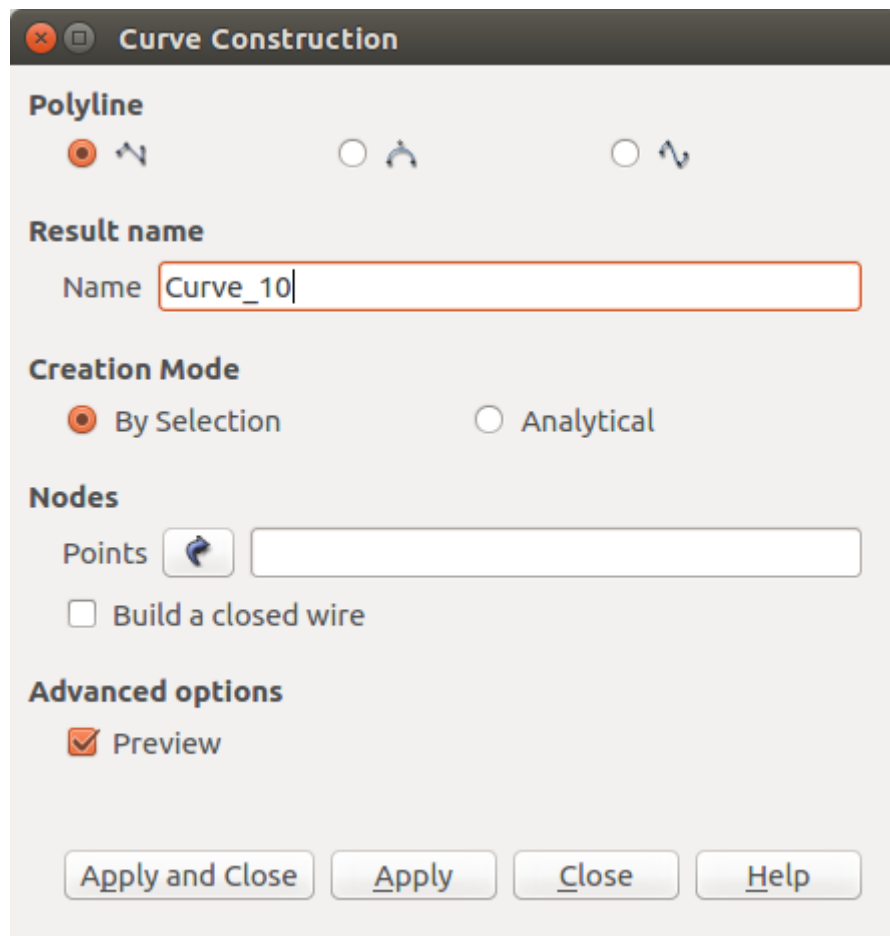 Curve Construction
Polyline
Result name
Name Curve_10
Creation Mode
By Selection Analytical
Nodes
Points
Build a closed wire
Advanced options
Preview
Apply and Close Apply Close Help